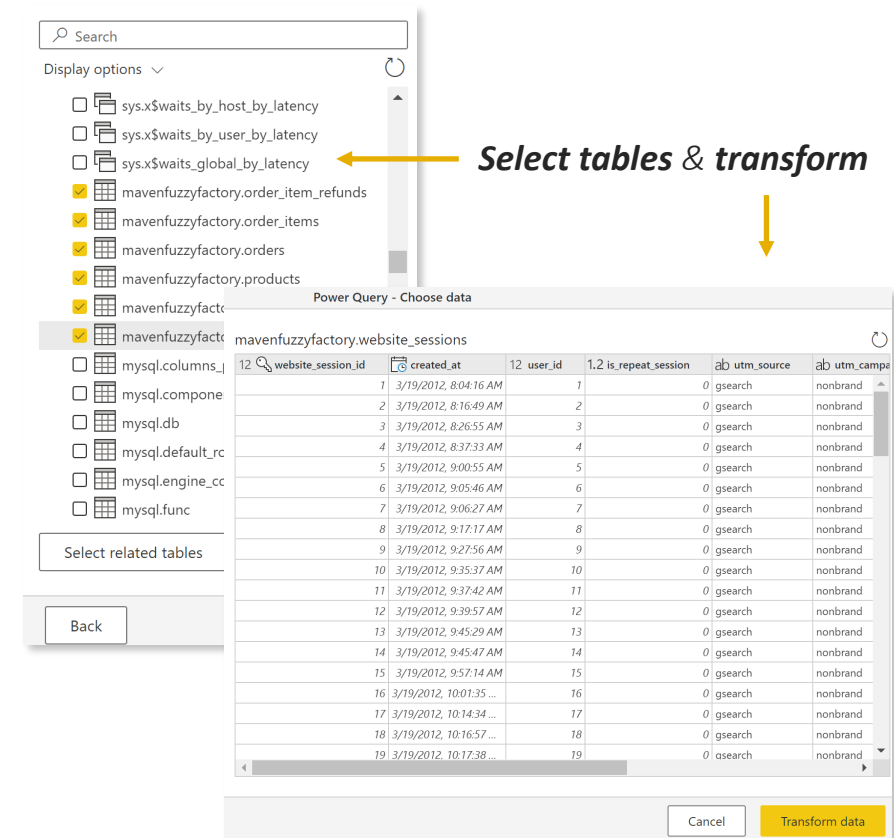 Search
Display options
sys.x$waits_by_host_by_latency
sys.x$waits_by_user_by_latency
sys.x$waits_global_by_latency
mavenfuzzyfactory.order_item_refunds
mavenfuzzyfactory.order_items
mavenfuzzyfactory.orders
mavenfuzzyfactory.products
mavenfuzzyfacto
mavenfuzzyfacto
mysql.columns_p
mysql.compone
mysql.db
mysql.default_ro
mysql.engine_co
mysql.func
Select related tables
Back
Select tables & transform
Power Query - Choose data
mavenfuzzyfactory.website_sessions
12 website_session_id created_at 12 user_id 1.2 is_repeat_session ab utm_source ab utm_campa
1 3/19/2012, 8:04:16 AM 1 0 gsearch nonbrand
2 3/19/2012, 8:16:49 AM 2 0 gsearch nonbrand
3 3/19/2012, 8:26:55 AM 3 0 gsearch nonbrand
4 3/19/2012, 8:37:33 AM 4 0 gsearch nonbrand
5 3/19/2012, 9:00:55 AM 5 0 gsearch nonbrand
6 3/19/2012, 9:05:46 AM 6 0 gsearch nonbrand
7 3/19/2012, 9:06:27 AM 7 0 gsearch nonbrand
8 3/19/2012, 9:17:17 AM 8 0 gsearch nonbrand
9 3/19/2012, 9:27:56 AM 9 0 gsearch nonbrand
10 3/19/2012, 9:35:37 AM 10 0 gsearch nonbrand
11 3/19/2012, 9:37:42 AM 11 0 gsearch nonbrand
12 3/19/2012, 9:39:57 AM 12 0 gsearch nonbrand
13 3/19/2012, 9:45:29 AM 13 0 gsearch nonbrand
14 3/19/2012, 9:45:47 AM 14 0 gsearch nonbrand
15 3/19/2012, 9:57:14 AM 15 0 gsearch nonbrand
16 3/19/2012, 10:01:35 ... 16 0 gsearch nonbrand
17 3/19/2012, 10:14:34 ... 17 0 gsearch nonbrand
18 3/19/2012, 10:16:57 ... 18 0 gsearch nonbrand
19 3/19/2012, 10:17:38 ... 19 0 gsearch nonbrand
Cancel
Transform data